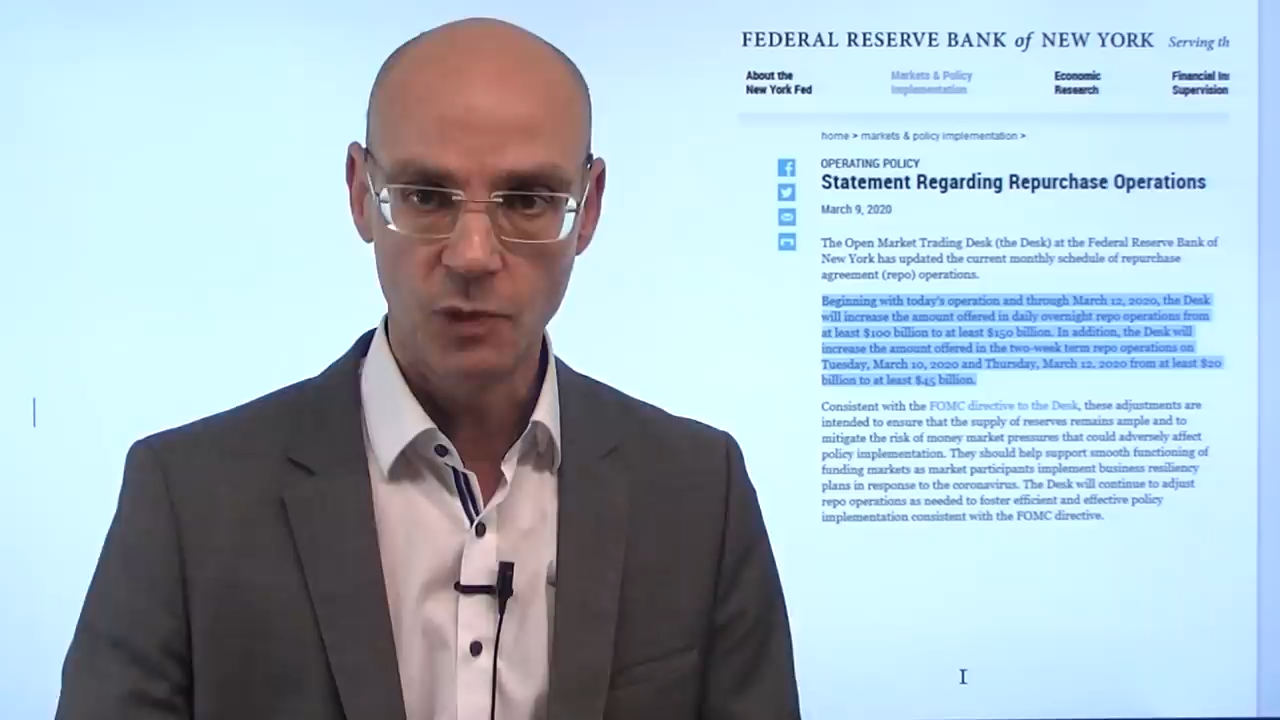 FEDERAL RESERVE BANK of NEW YORK Serving th
About the
New York Fed
Markets & Policy
Implementation
Economic
Research
Financial In
Supervision
home > markets & policy implementation >
OPERATING POLICY
Statement Regarding Repurchase Operations
March 9, 2020
The Open Market Trading Desk (the Desk) at the Federal Reserve Bank of
New York has updated the current monthly schedule of repurchase
agreement (repo) operations.
Beginning with today's operation and through March 12, 2020, the Desk
will increase the amount offered in daily overnight repo operations from
at least $100 billion to at least $150 billion. In addition, the Desk will
increase the amount offered in the two-week term repo operations on
Tuesday, March 10, 2020 and Thursday, March 12, 2020 from at least $20
billion to at least $45 billion.
Consistent with the FOMC directive to the Desk, these adjustments are
intended to ensure that the supply of reserves remains ample and to
mitigate the risk of money market pressures that could adversely affect
policy implementation. They should help support smooth functioning of
funding markets as market participants implement business resiliency
plans in response to the coronavirus. The Desk will continue to adjust
repo operations as needed to foster efficient and effective policy
implementation consistent with the FOMC directive.